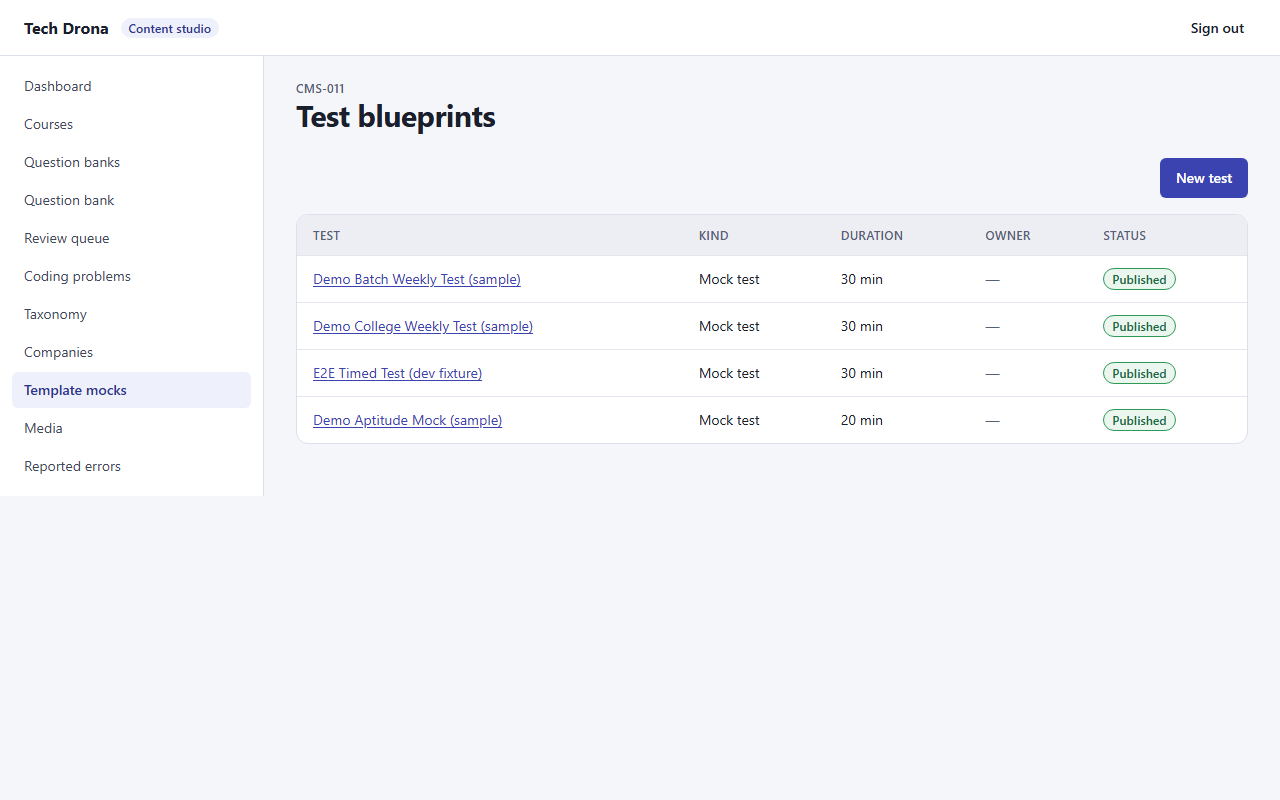 Tech Drona Content studio Sign out
Dashboard
Courses
Question banks
Question bank
Review queue
Coding problems
Taxonomy
Companies
Template mocks
Media
Reported errors
CMS-011
Test blueprints
New test
TEST KIND DURATION OWNER STATUS
Demo Batch Weekly Test (sample) Mock test 30 min — Published
Demo College Weekly Test (sample) Mock test 30 min — Published
E2E Timed Test (dev fixture) Mock test 30 min — Published
Demo Aptitude Mock (sample) Mock test 20 min — Published